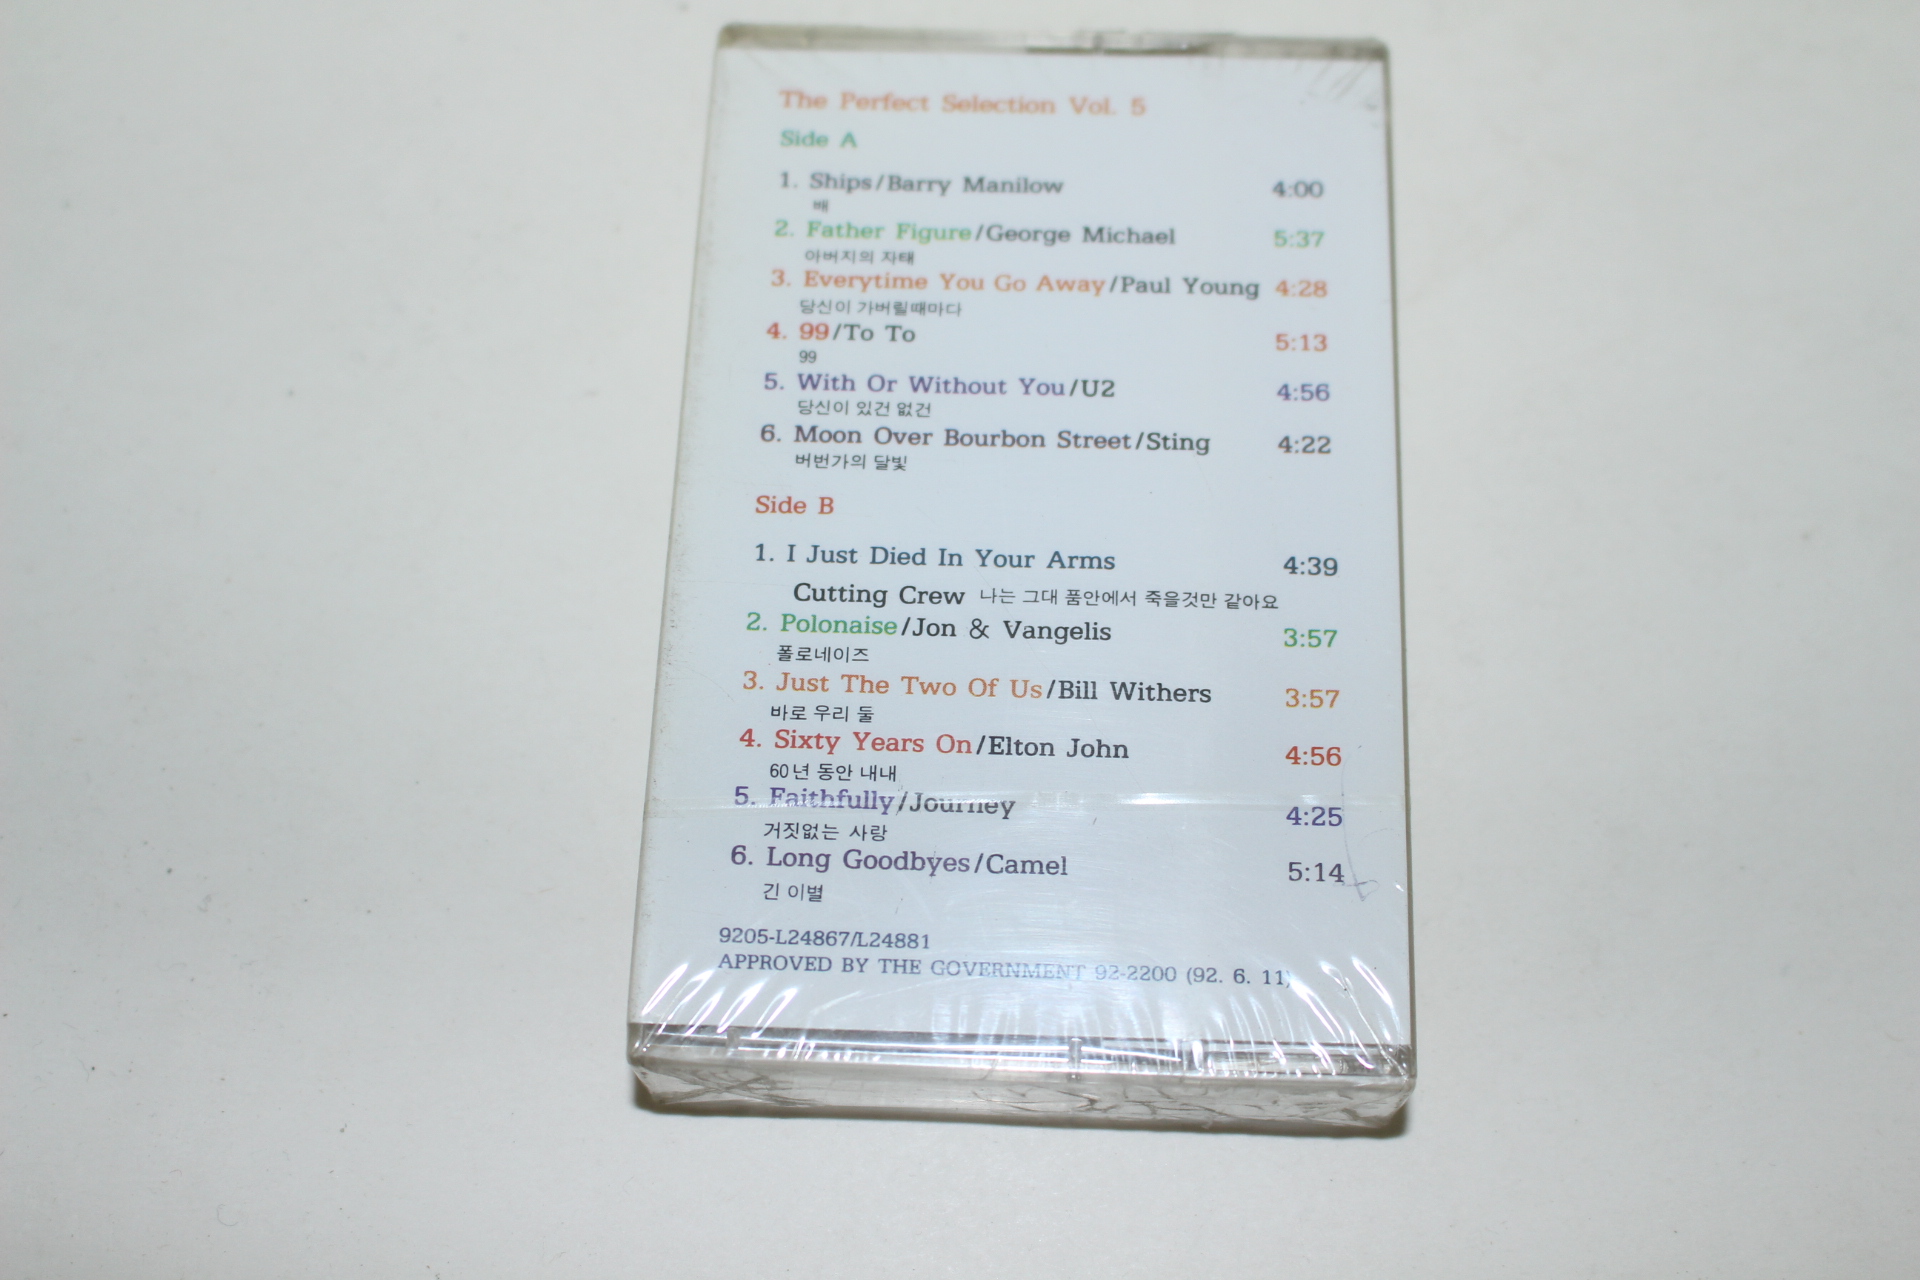 The Perfect Selection Vol. 5
Side A
1. Ships/Barry Manilow 4:00
배
2. Father Figure/George Michael 5:37
아버지의 자태
3. Everytime You Go Away/Paul Young 4:28
당신이 가버릴때마다
4. 99/To To 5:13
99
5. With Or Without You/U2 4:56
당신이 있건 없건
6. Moon Over Bourbon Street/Sting 4:22
버번가의 달빛
Side B
1. I Just Died In Your Arms 4:39
Cutting Crew 나는 그대 품안에서 죽을것만 같아요
2. Polonaise/Jon & Vangelis 3:57
폴로네이즈
3. Just The Two Of Us/Bill Withers 3:57
바로 우리 둘
4. Sixty Years On/Elton John 4:56
60년 동안 내내
5. Faithfully/Journey 4:25
거짓없는 사랑
6. Long Goodbyes/Camel 5:14
긴 이별
9205-L24867/L24881
APPROVED BY THE GOVERNMENT 92-2200 (92. 6. 11)